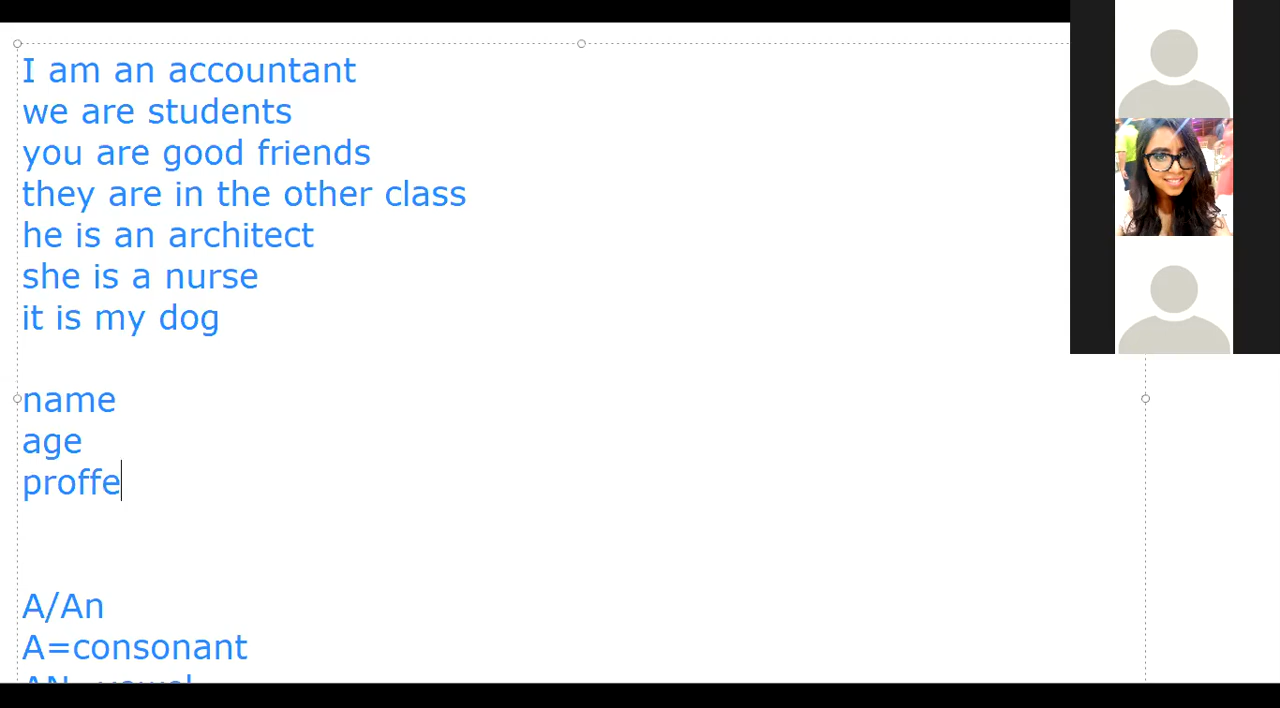 I am an accountant
we are students
you are good friends
they are in the other class
he is an architect
she is a nurse
it is my dog
name
age
proffe
A/An
A=consonant